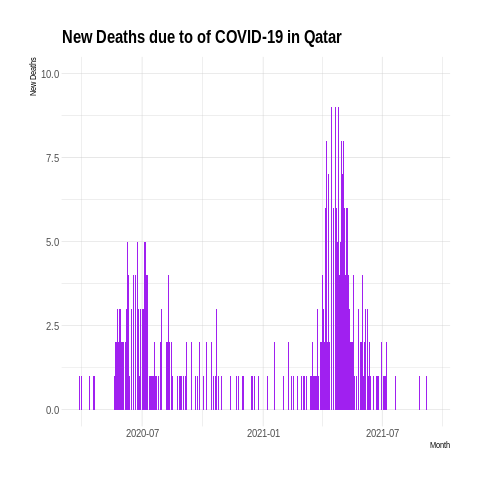 New Deaths due to of COVID-19 in Qatar
New Deaths
10.0
7.5
5.0
2.5
0.0
2020-07
2021-01
2021-07
Month